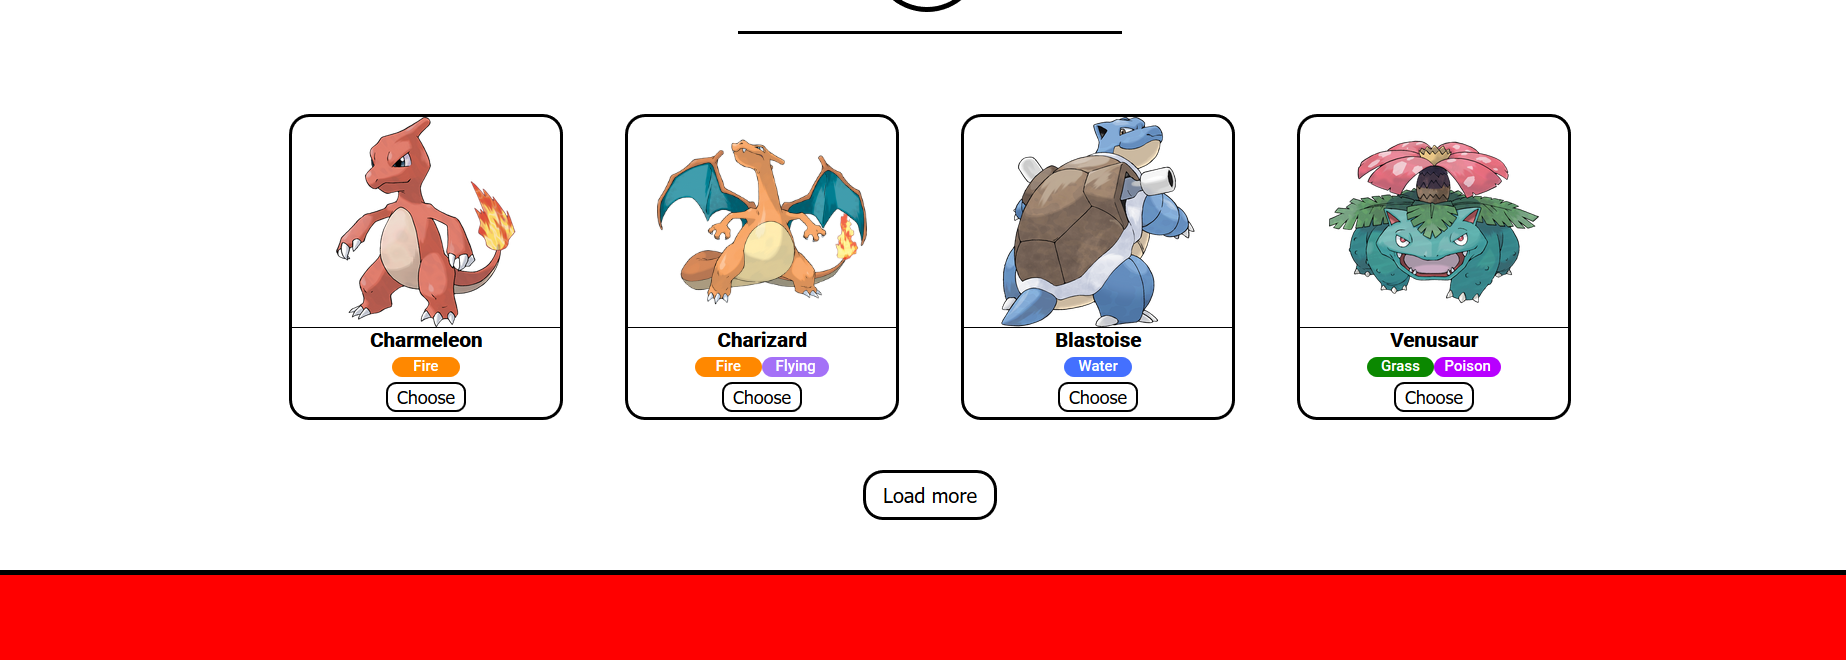 Charmeleon
Fire
Choose
Charizard
Fire Flying
Choose
Blastoise
Water
Choose
Venusaur
Grass Poison
Choose
Load more